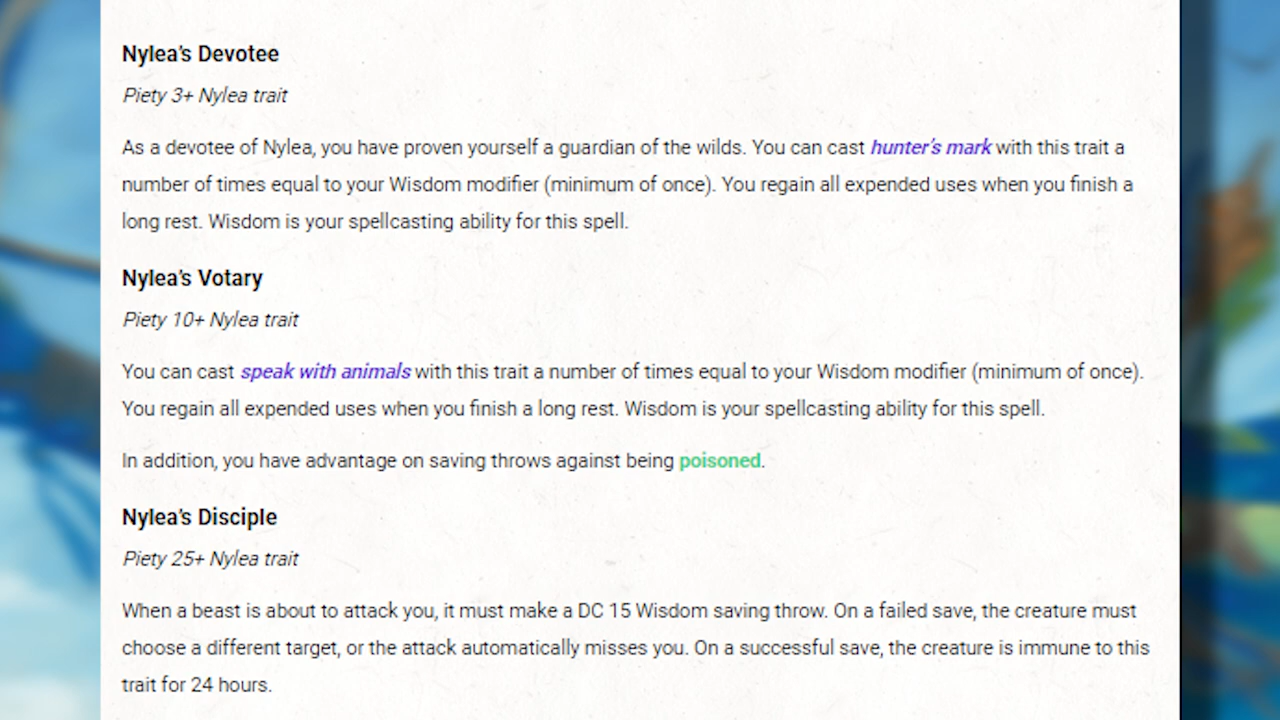 Nylea’s Devotee
Piety 3+ Nylea trait
As a devotee of Nylea, you have proven yourself a guardian of the wilds. You can cast hunter’s mark with this trait a
number of times equal to your Wisdom modifier (minimum of once). You regain all expended uses when you finish a
long rest. Wisdom is your spellcasting ability for this spell.
Nylea’s Votary
Piety 10+ Nylea trait
You can cast speak with animals with this trait a number of times equal to your Wisdom modifier (minimum of once).
You regain all expended uses when you finish a long rest. Wisdom is your spellcasting ability for this spell.
In addition, you have advantage on saving throws against being poisoned.
Nylea’s Disciple
Piety 25+ Nylea trait
When a beast is about to attack you, it must make a DC 15 Wisdom saving throw. On a failed save, the creature must
choose a different target, or the attack automatically misses you. On a successful save, the creature is immune to this
trait for 24 hours.